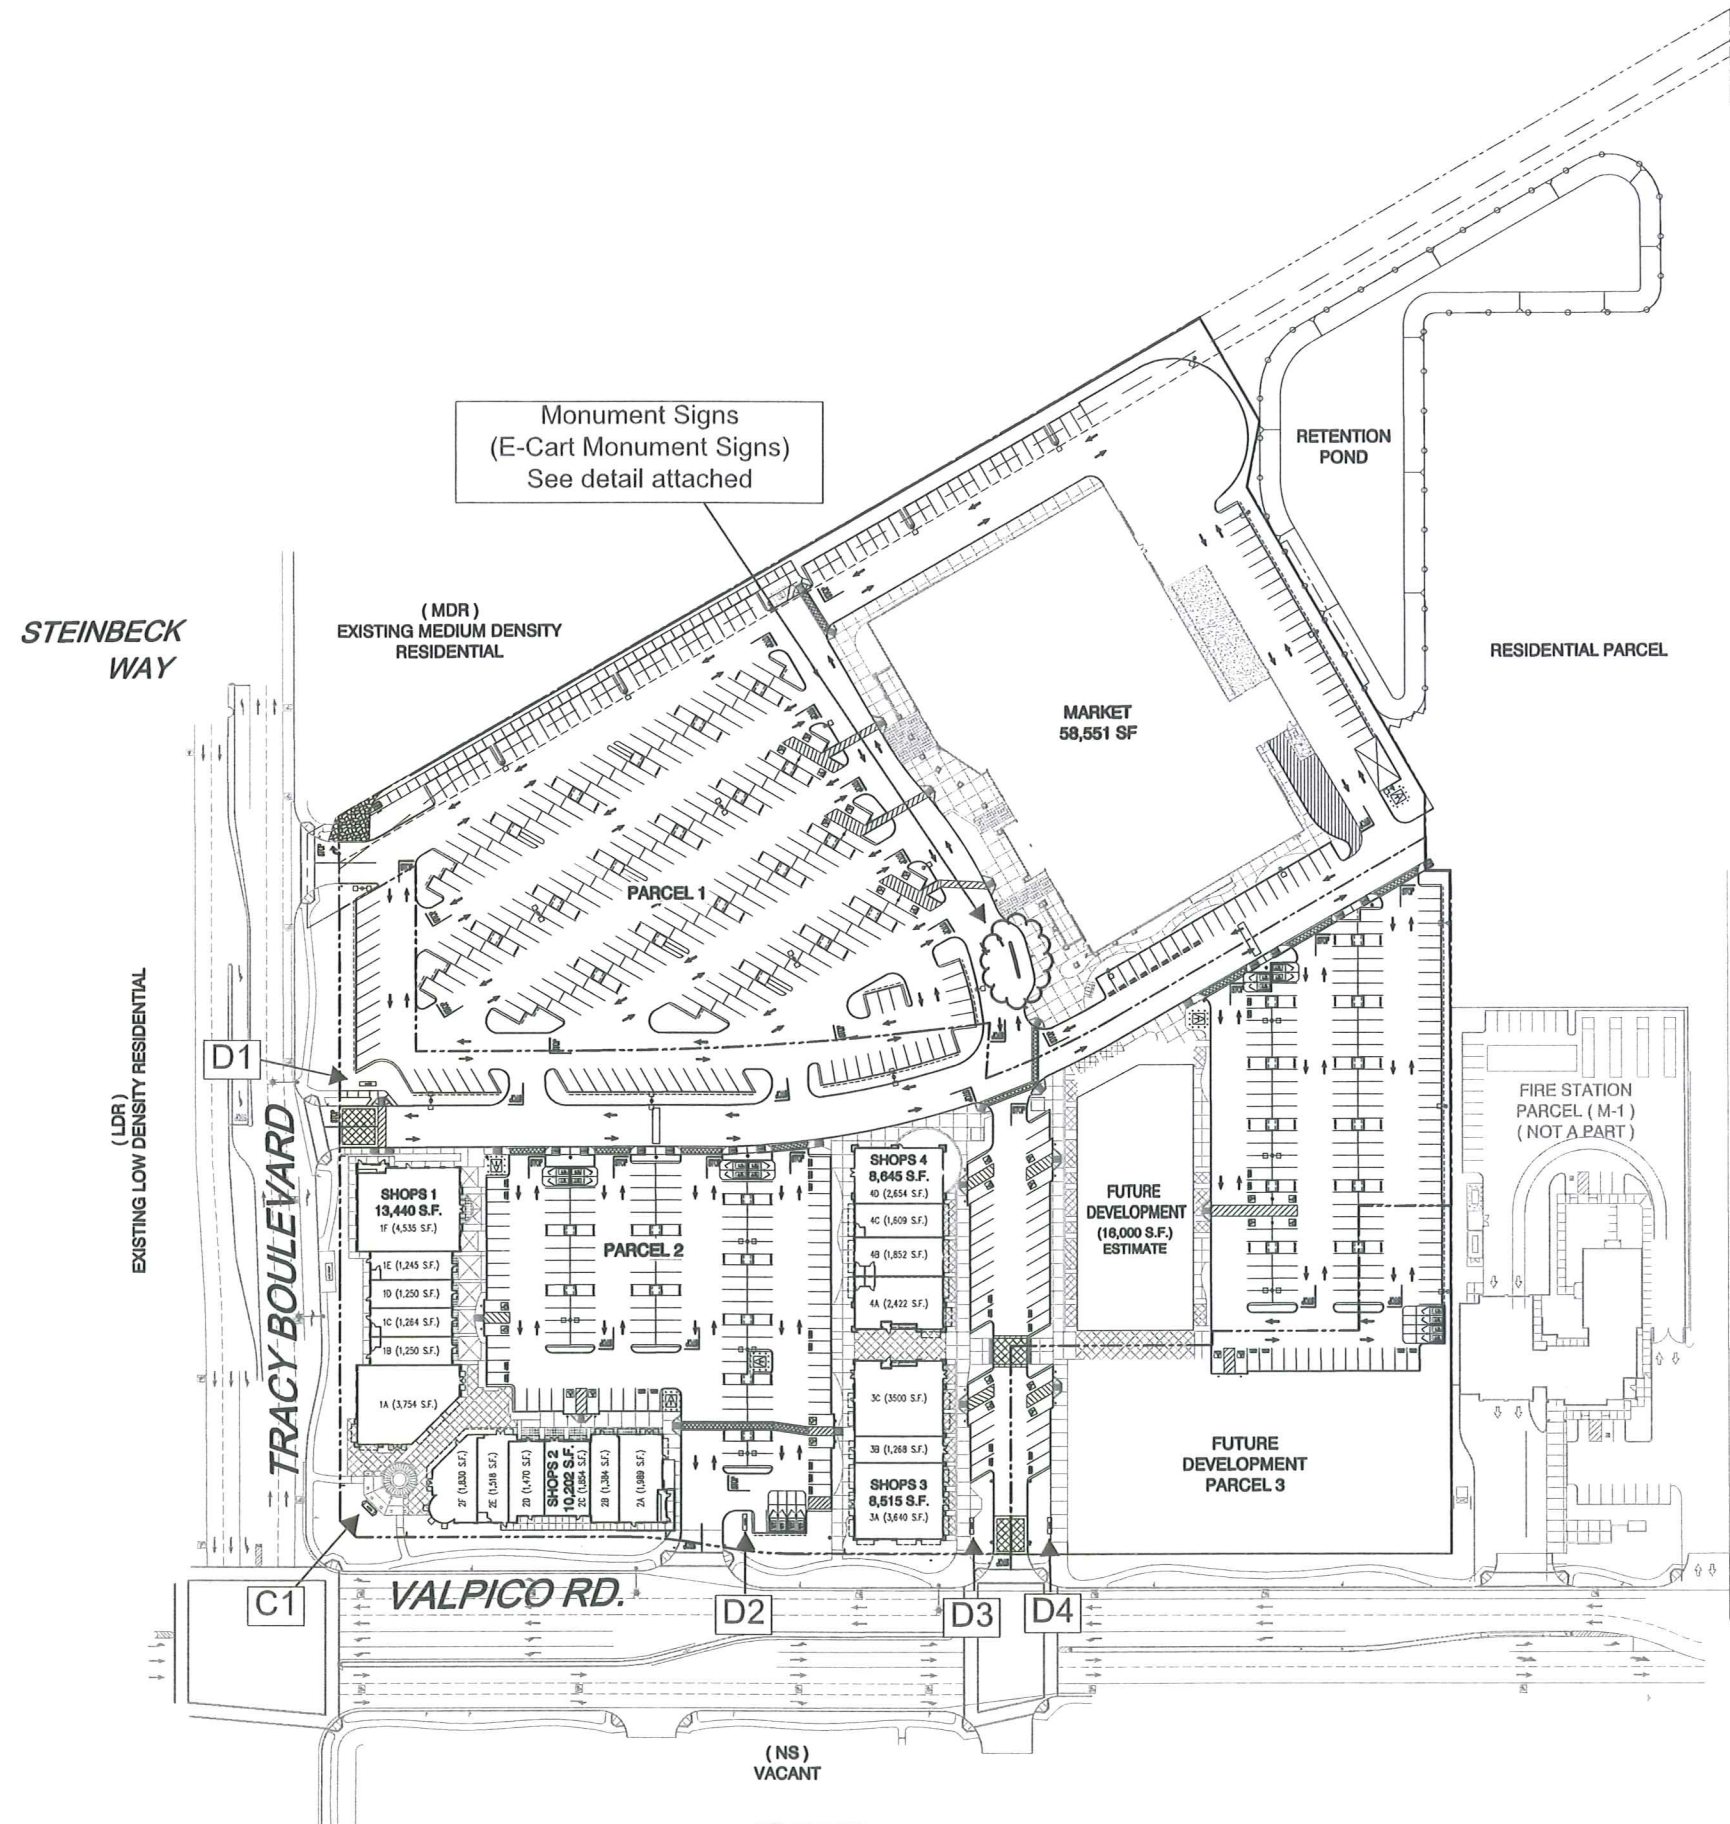 Monument Signs
(E-Cart Monument Signs)
See detail attached
RETENTION
POND
STEINBECK
WAY
( MDR )
EXISTING MEDIUM DENSITY
RESIDENTIAL
RESIDENTIAL PARCEL
MARKET
58,551 SF
PARCEL 1
( LDR )
EXISTING LOW DENSITY RESIDENTIAL
D1
TRACY BOULEVARD
FIRE STATION
PARCEL ( M-1 )
( NOT A PART )
SHOPS 1
13,440 S.F.
1F (4,535 S.F.)
1E (1,245 S.F.)
1D (1,250 S.F.)
1C (1,264 S.F.)
1B (1,250 S.F.)
1A (3,754 S.F.)
PARCEL 2
SHOPS 4
8,645 S.F.
4D (2,654 S.F.)
4C (1,609 S.F.)
4B (1,852 S.F.)
4A (2,422 S.F.)
FUTURE
DEVELOPMENT
(16,000 S.F.)
ESTIMATE
2F (1,830 S.F.)
2E (1,518 S.F.)
2D (1,470 S.F.)
SHOPS 2
10,202 S.F.
2C (1,854 S.F.)
2B (1,384 S.F.)
2A (1,989 S.F.)
3C (3500 S.F.)
3B (1,268 S.F.)
SHOPS 3
8,515 S.F.
3A (3,640 S.F.)
FUTURE
DEVELOPMENT
PARCEL 3
C1
VALPICO RD.
D2
D3
D4
( NS )
VACANT